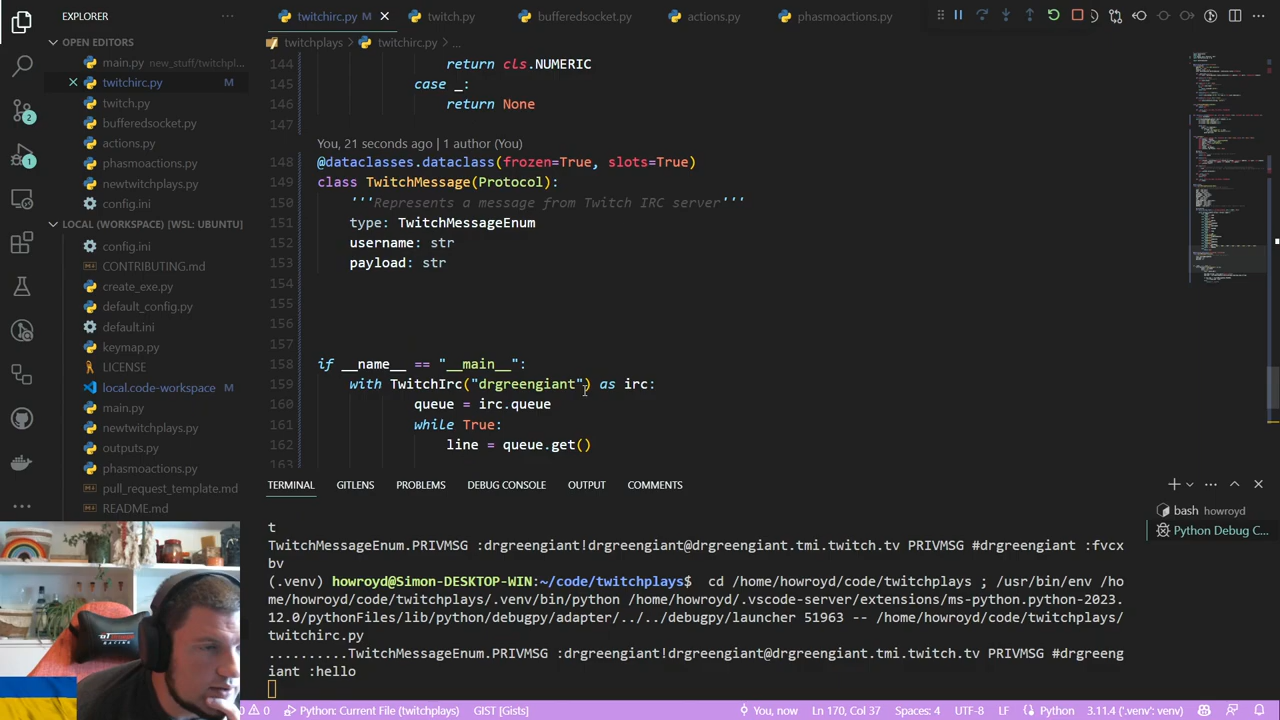 EXPLORER
OPEN EDITORS
main.py new_stuff/twitchpl...
twitchirc.py M
twitch.py
bufferedsocket.py
actions.py
phasmoactions.py
newtwitchplays.py
config.ini
LOCAL (WORKSPACE) [WSL: UBUNTU]
config.ini
CONTRIBUTING.md
create_exe.py
default_config.py
default.ini
keymap.py
LICENSE
local.code-workspace M
main.py
newtwitchplays.py
outputs.py
phasmoactions.py
pull_request_template.md
README.md
2
1
twitchirc.py M
twitch.py
bufferedsocket.py
actions.py
phasmoactions.py
twitchplays > twitchirc.py > ...
144 return cls.NUMERIC
145 case _:
146 return None
147
You, 21 seconds ago | 1 author (You)
148 @dataclasses.dataclass(frozen=True, slots=True)
149 class TwitchMessage(Protocol):
150 '''Represents a message from Twitch IRC server'''
151 type: TwitchMessageEnum
152 username: str
153 payload: str
154
155
156
157
158 if __name__ == "__main__":
159 with TwitchIrc("drgreengiant") as irc:
160 queue = irc.queue
161 while True:
162 line = queue.get()
163
TERMINAL GITLENS PROBLEMS DEBUG CONSOLE OUTPUT COMMENTS
bash howroyd
Python Debug C...
t
TwitchMessageEnum.PRIVMSG :drgreengiant!drgreengiant@drgreengiant.tmi.twitch.tv PRIVMSG #drgreengiant :fvcx
bv
(.venv) howroyd@Simon-DESKTOP-WIN:~/code/twitchplays$ cd /home/howroyd/code/twitchplays ; /usr/bin/env /ho
me/howroyd/code/twitchplays/.venv/bin/python /home/howroyd/.vscode-server/extensions/ms-python.python-2023.
12.0/pythonFiles/lib/python/debugpy/adapter/../../debugpy/launcher 51963 -- /home/howroyd/code/twitchplays/
twitchirc.py
..........TwitchMessageEnum.PRIVMSG :drgreengiant!drgreengiant@drgreengiant.tmi.twitch.tv PRIVMSG #drgreeng
iant :hello
0 Python: Current File (twitchplays) GIST [Gists] You, now Ln 170, Col 37 Spaces: 4 UTF-8 LF Python 3.11.4 ('.venv': venv)